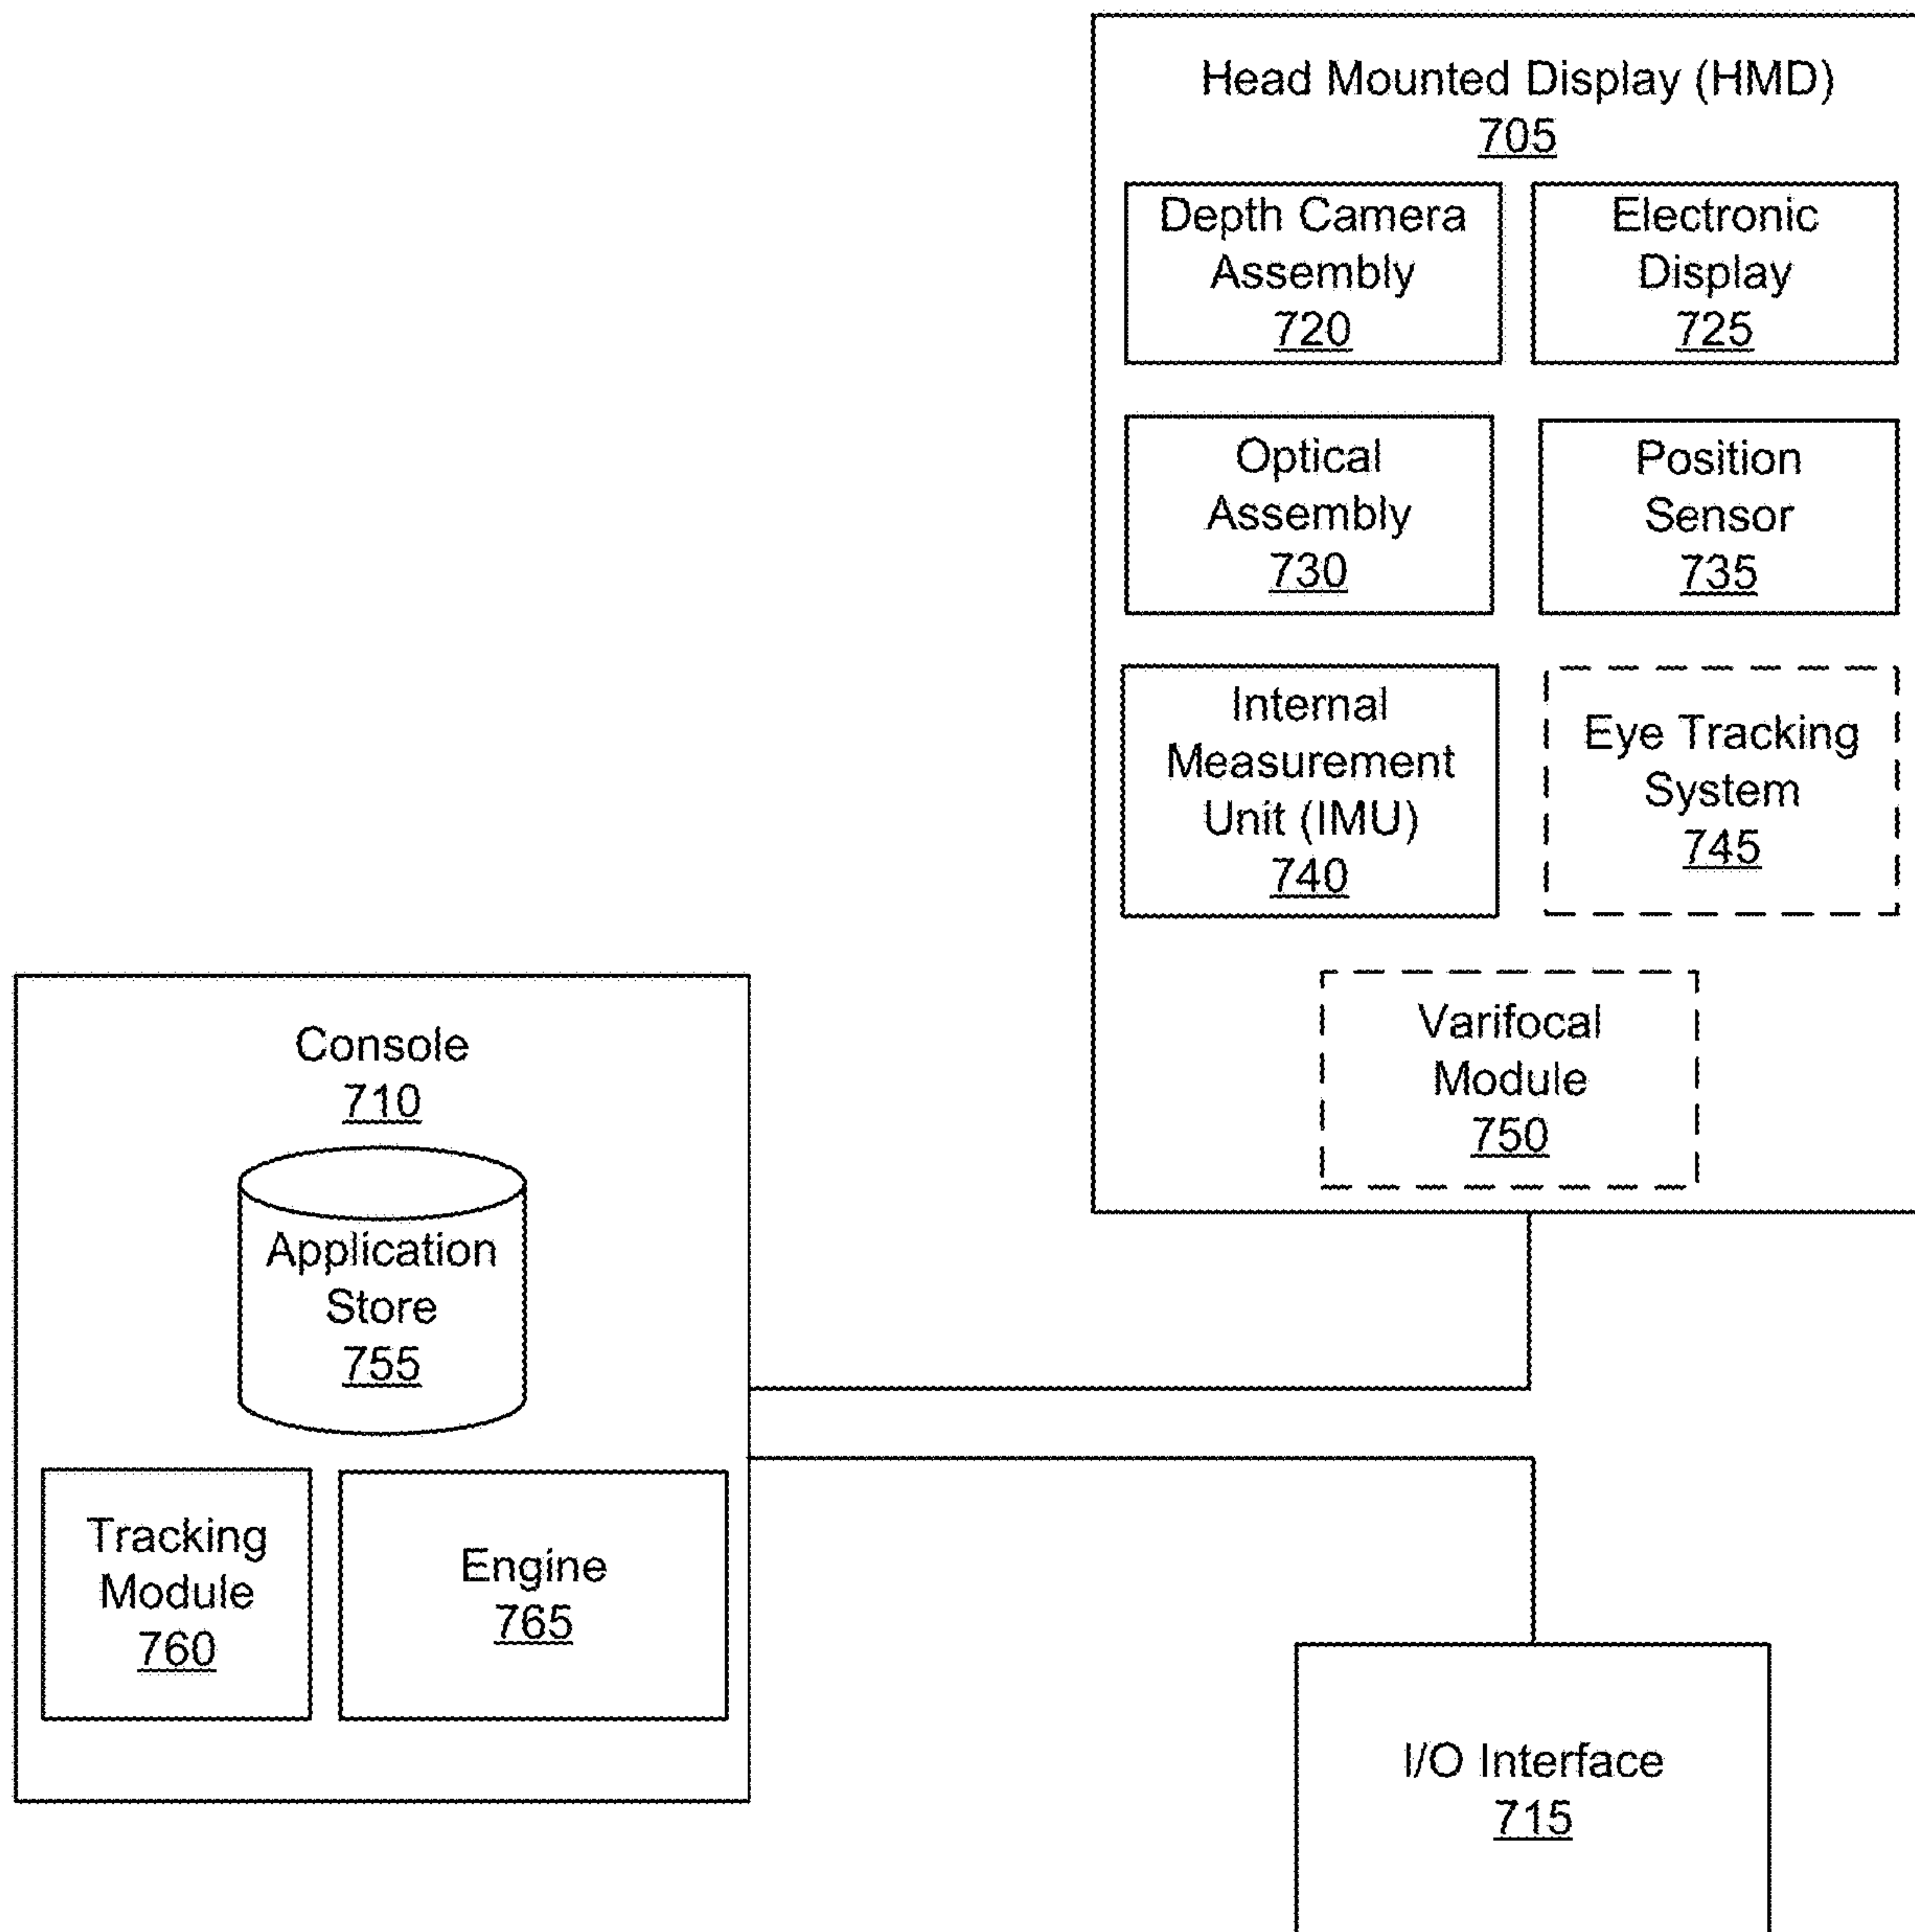 Head Mounted Display (HMD)
705
Depth Camera
Assembly
720
Electronic
Display
725
Optical
Assembly
730
Position
Sensor
735
Internal
Measurement
Unit (IMU)
740
Eye Tracking
System
745
Varifocal
Module
750
Console
710
Application
Store
755
Tracking
Module
760
Engine
765
I/O Interface
715